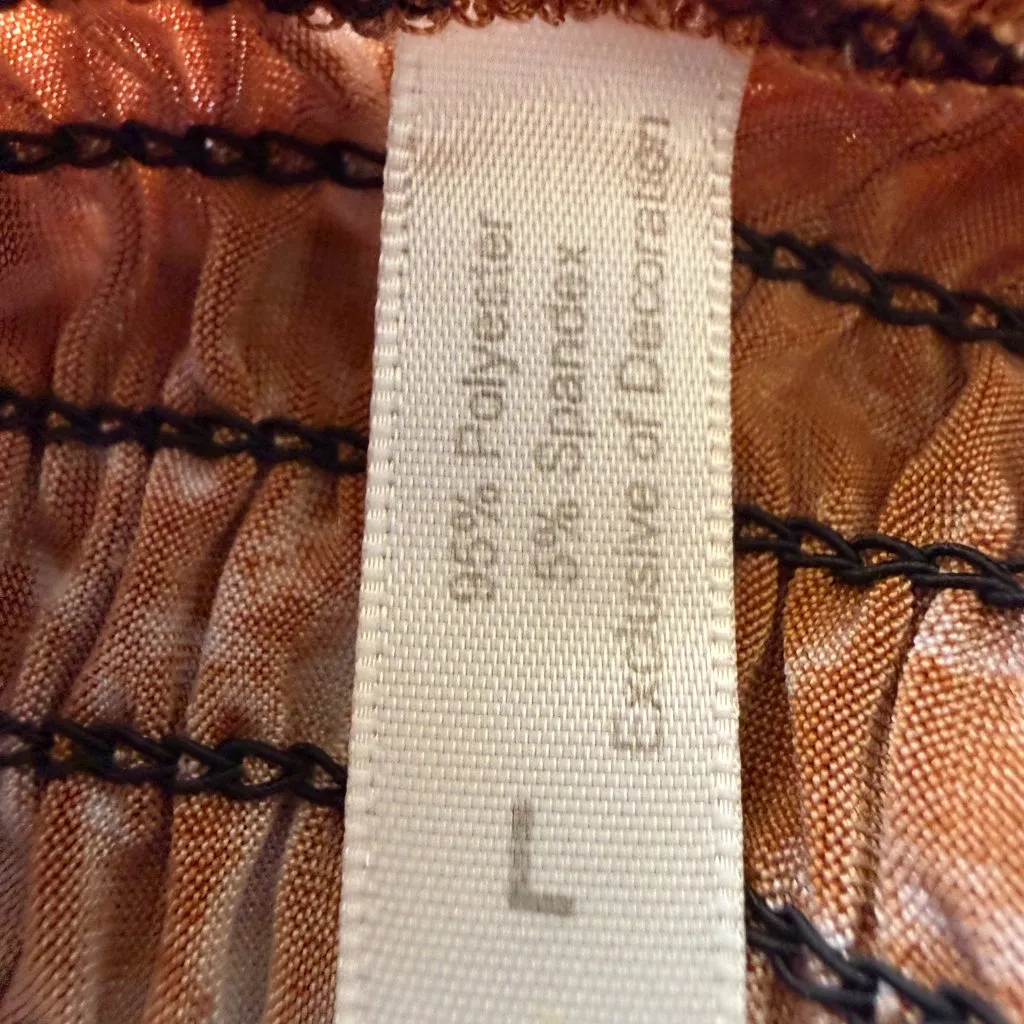 95% Polyester
5% Spandex
Exclusive of Decoration
L